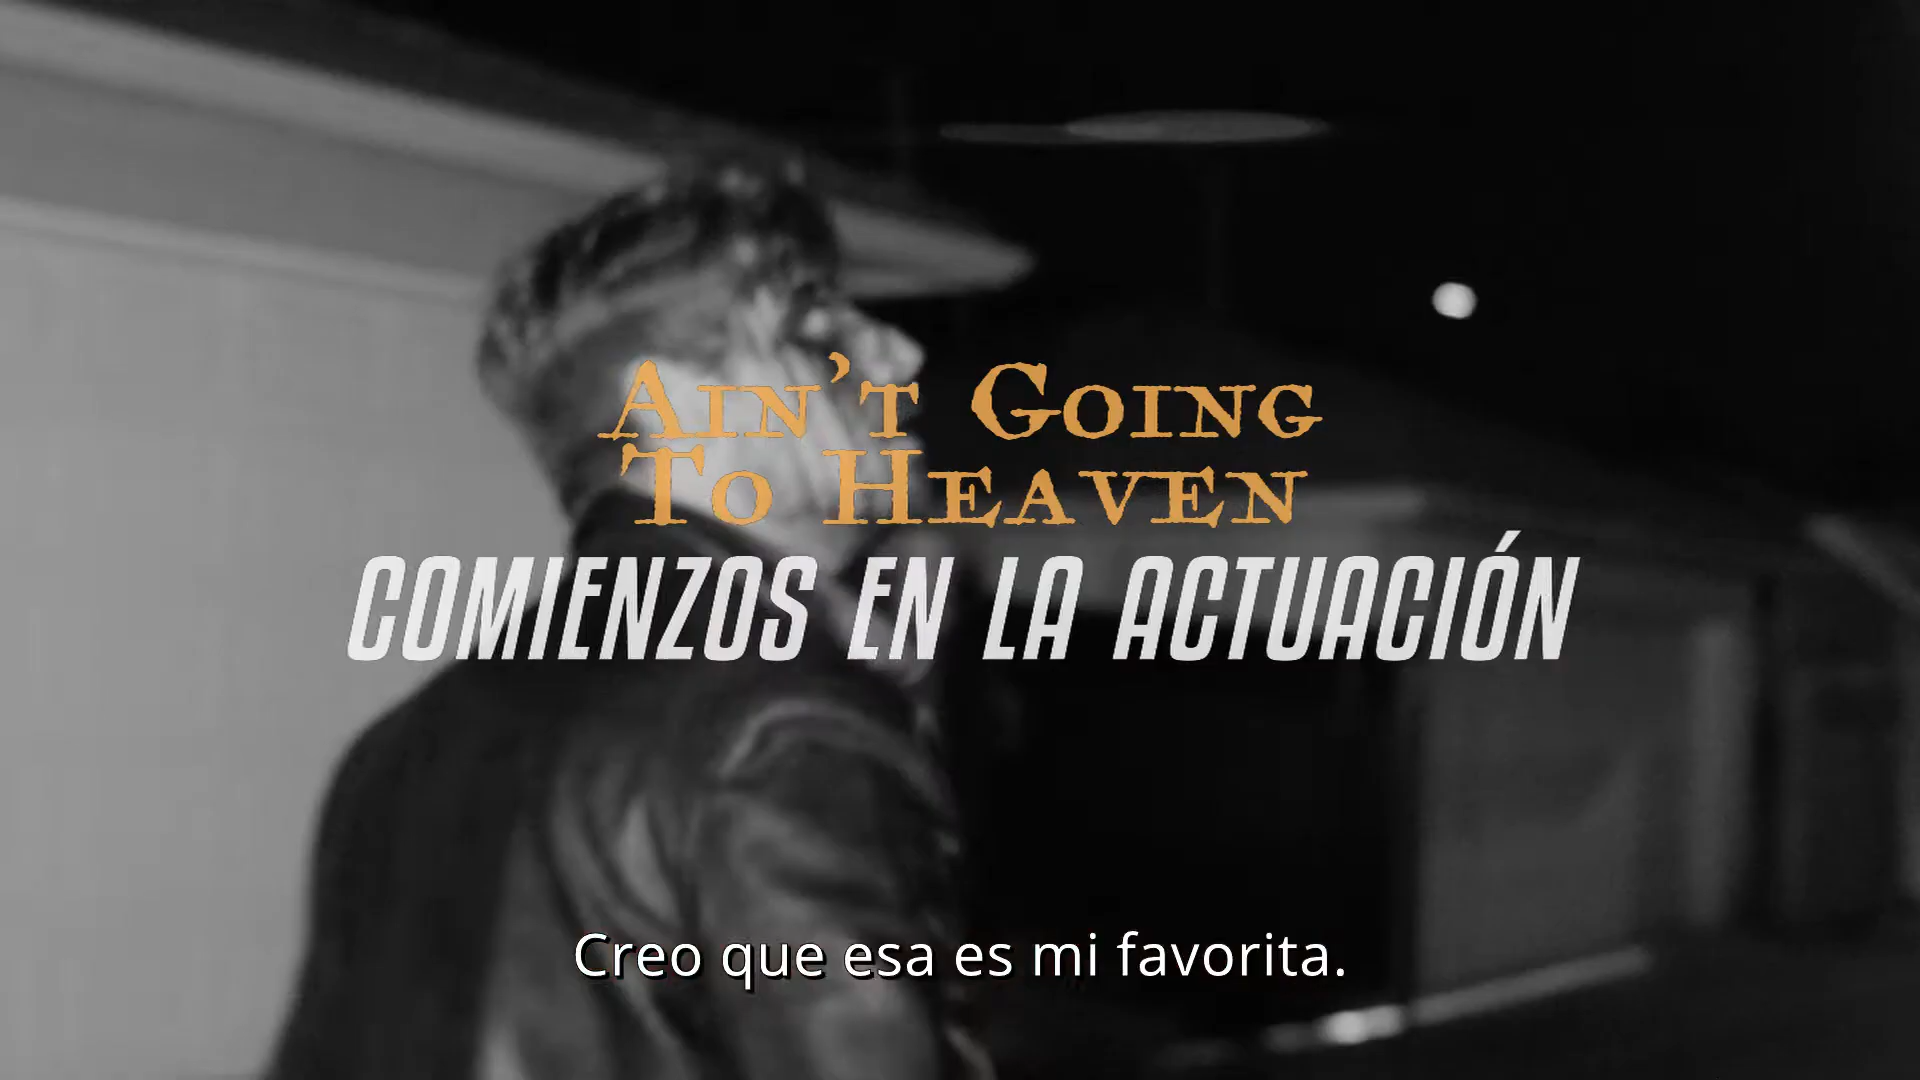 Ain't Going
To Heaven
COMIENZOS EN LA ACTUACIÓN
Creo que esa es mi favorita.